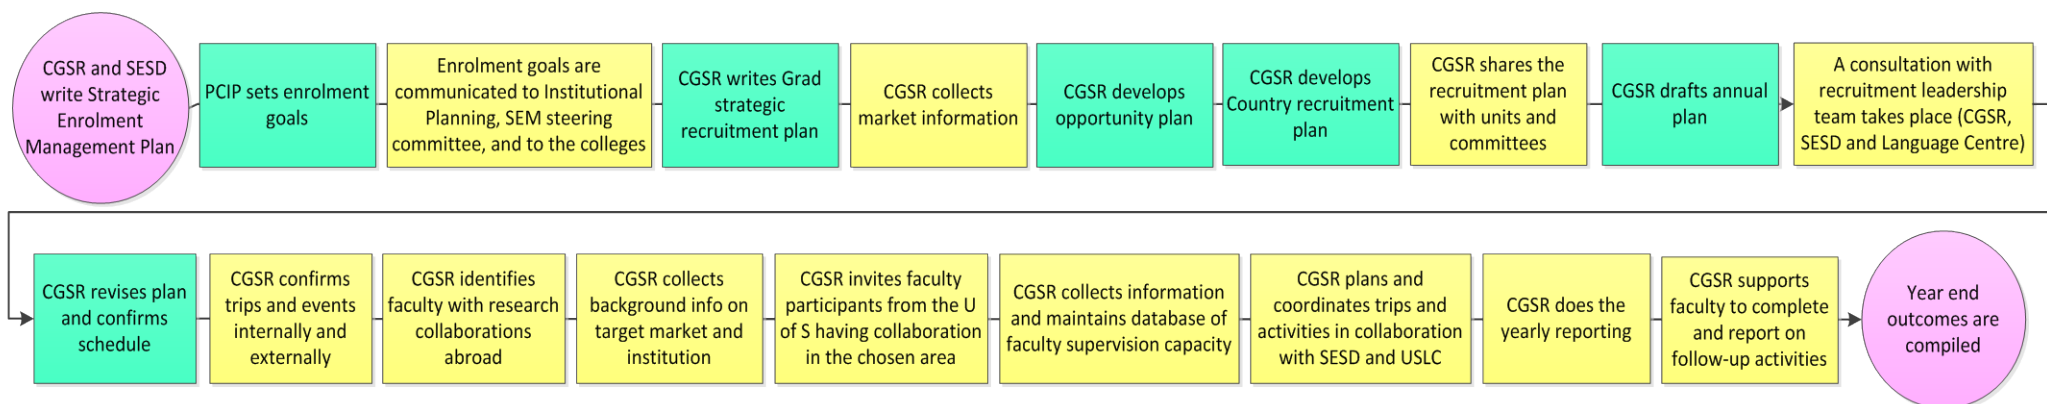 CGSR and SESD
write Strategic
Enrolment
Management Plan
PCIP sets enrolment
goals
Enrolment goals are
communicated to Institutional
Planning, SEM steering
committee, and to the colleges
CGSR writes Grad
strategic
recruitment plan
CGSR collects
market information
CGSR develops
opportunity plan
CGSR develops
Country recruitment
plan
CGSR shares the
recruitment plan
with units and
committees
CGSR drafts annual
plan
A consultation with
recruitment leadership
team takes place (CGSR,
SESD and Language Centre)
CGSR revises plan
and confirms
schedule
CGSR confirms
trips and events
internally and
externally
CGSR identifies
faculty with research
collaborations
abroad
CGSR collects
background info on
target market and
institution
CGSR invites faculty
participants from the U
of S having collaboration
in the chosen area
CGSR collects information
and maintains database of
faculty supervision capacity
CGSR plans and
coordinates trips and
activities in collaboration
with SESD and USLC
CGSR does the
yearly reporting
CGSR supports
faculty to complete
and report on
follow-up activities
Year end
outcomes are
compiled